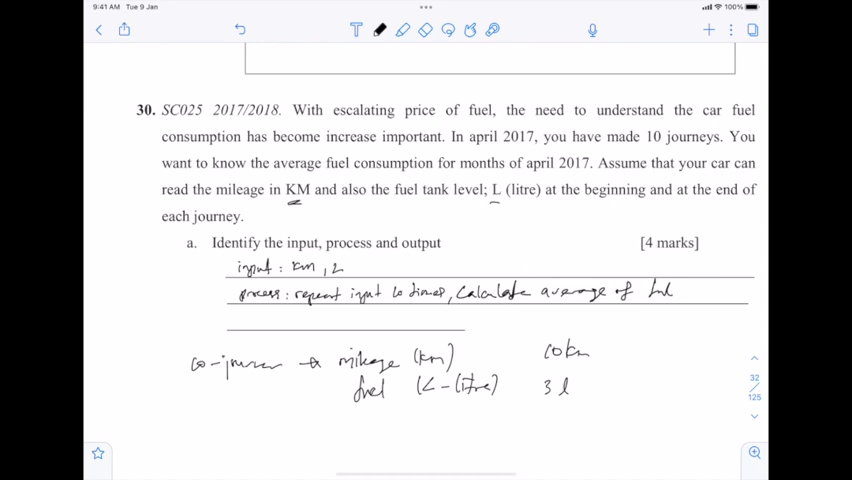 9:41 AM Tue 9 Jan
100%
T
30. SC025 2017/2018. With escalating price of fuel, the need to understand the car fuel
consumption has become increase important. In april 2017, you have made 10 journeys. You
want to know the average fuel consumption for months of april 2017. Assume that your car can
read the mileage in KM and also the fuel tank level; L (litre) at the beginning and at the end of
each journey.
a. Identify the input, process and output [4 marks]
input : km, L
process : repeat input 10 times, calculate average of fuel
mileage (km) 10 km
fuel (L - litre) 3 l
32
125